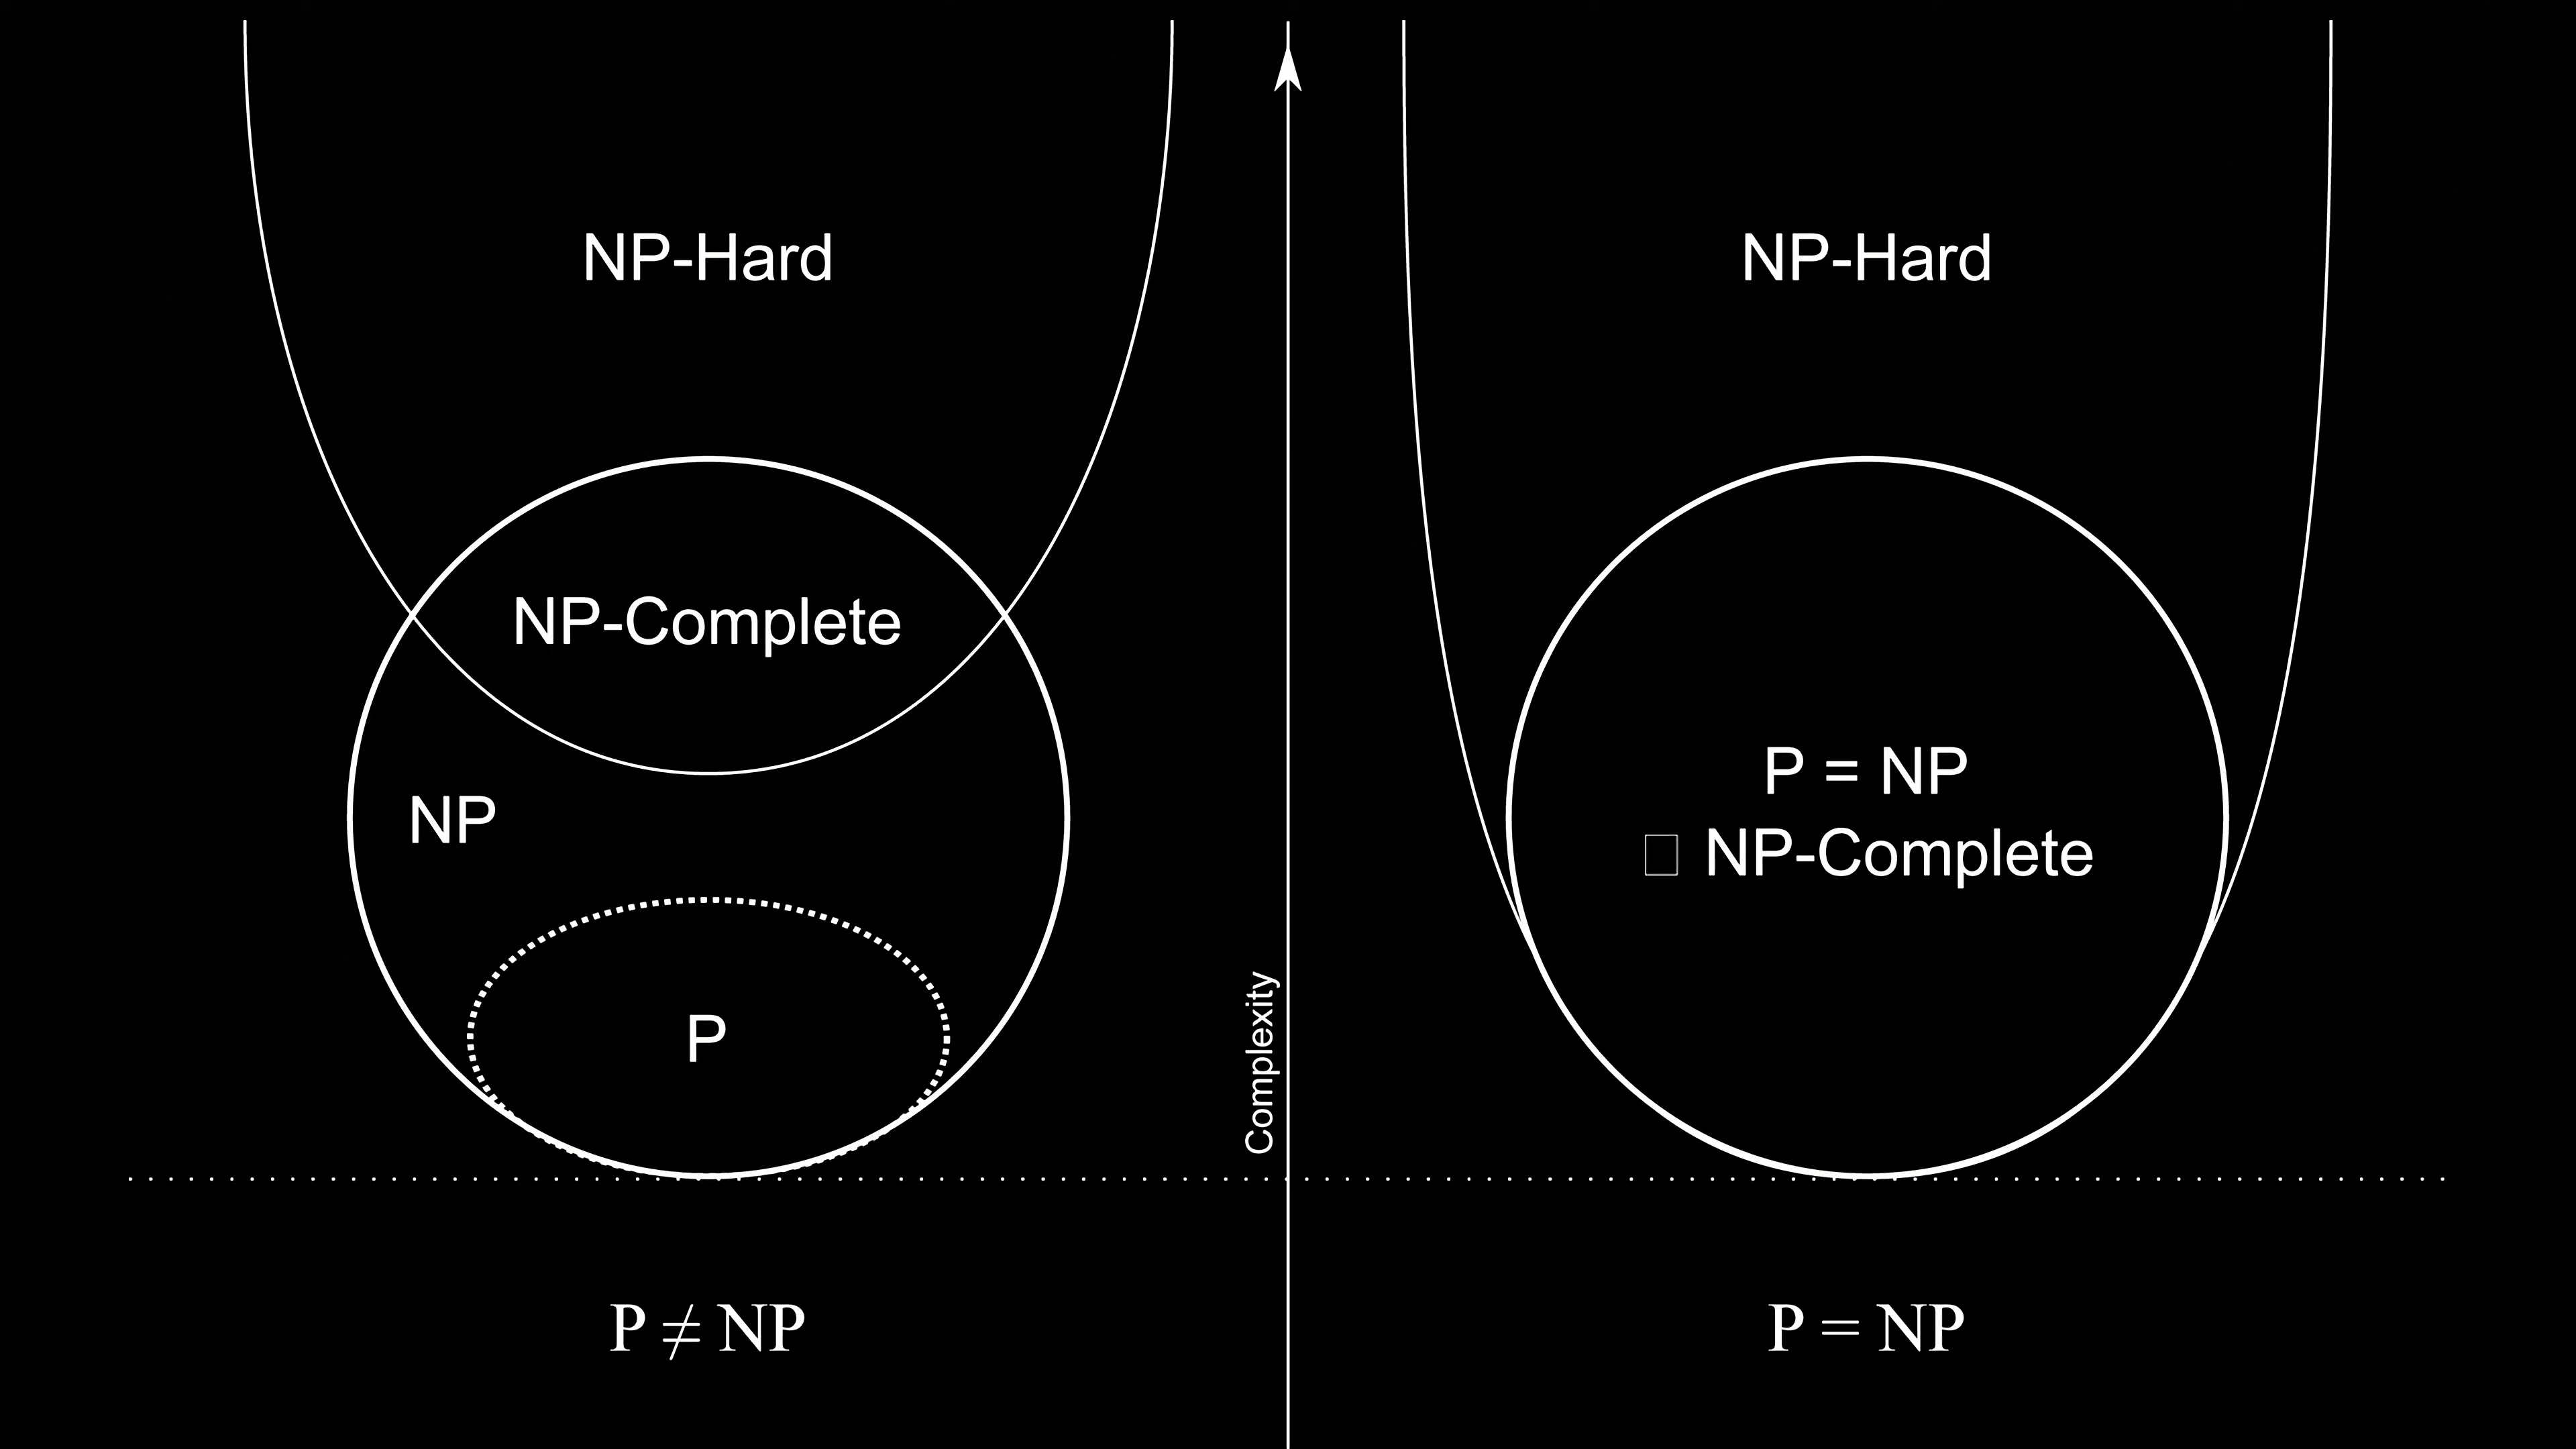 NP-Hard
NP-Complete
NP
P
P ≠ NP
Complexity
NP-Hard
P = NP
□ NP-Complete
P = NP